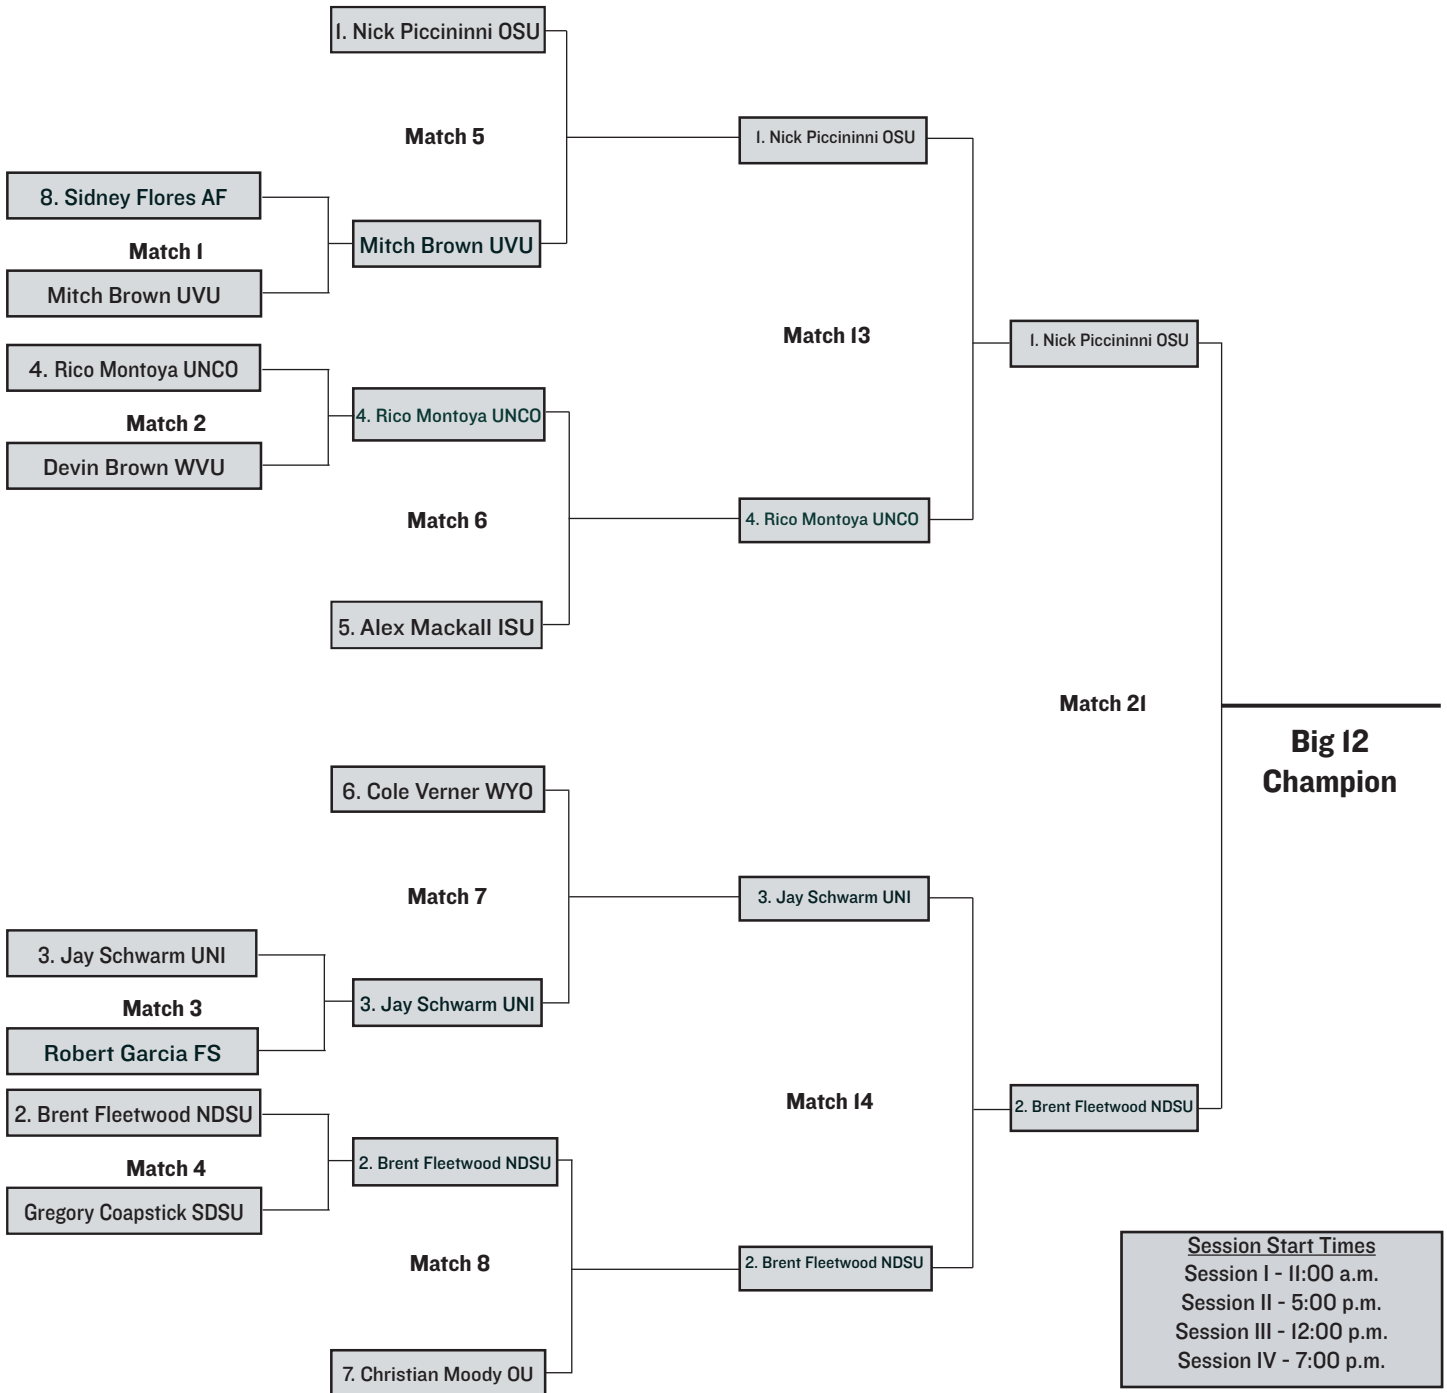 1. Nick Piccininni OSU
Match 5
1. Nick Piccininni OSU
8. Sidney Flores AF
Match 1
Mitch Brown UVU
Mitch Brown UVU
Match 13
1. Nick Piccininni OSU
4. Rico Montoya UNCO
Match 2
4. Rico Montoya UNCO
Devin Brown WVU
Match 6
4. Rico Montoya UNCO
5. Alex Mackall ISU
Match 21
Big 12
Champion
6. Cole Verner WYO
Match 7
3. Jay Schwarm UNI
3. Jay Schwarm UNI
Match 3
3. Jay Schwarm UNI
Robert Garcia FS
2. Brent Fleetwood NDSU
Match 14
2. Brent Fleetwood NDSU
Match 4
2. Brent Fleetwood NDSU
Gregory Coapstick SDSU
Match 8
2. Brent Fleetwood NDSU
7. Christian Moody OU
Session Start Times
Session I - 11:00 a.m.
Session II - 5:00 p.m.
Session III - 12:00 p.m.
Session IV - 7:00 p.m.